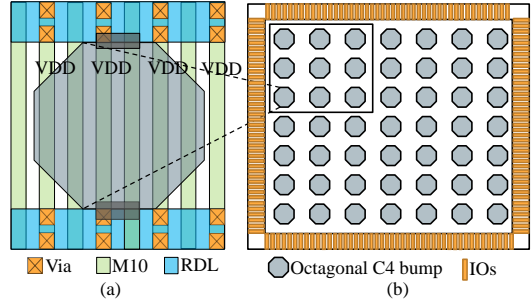 VDD VDD VDD VDD
Via M10 RDL
Octagonal C4 bump IOs
(a) (b)